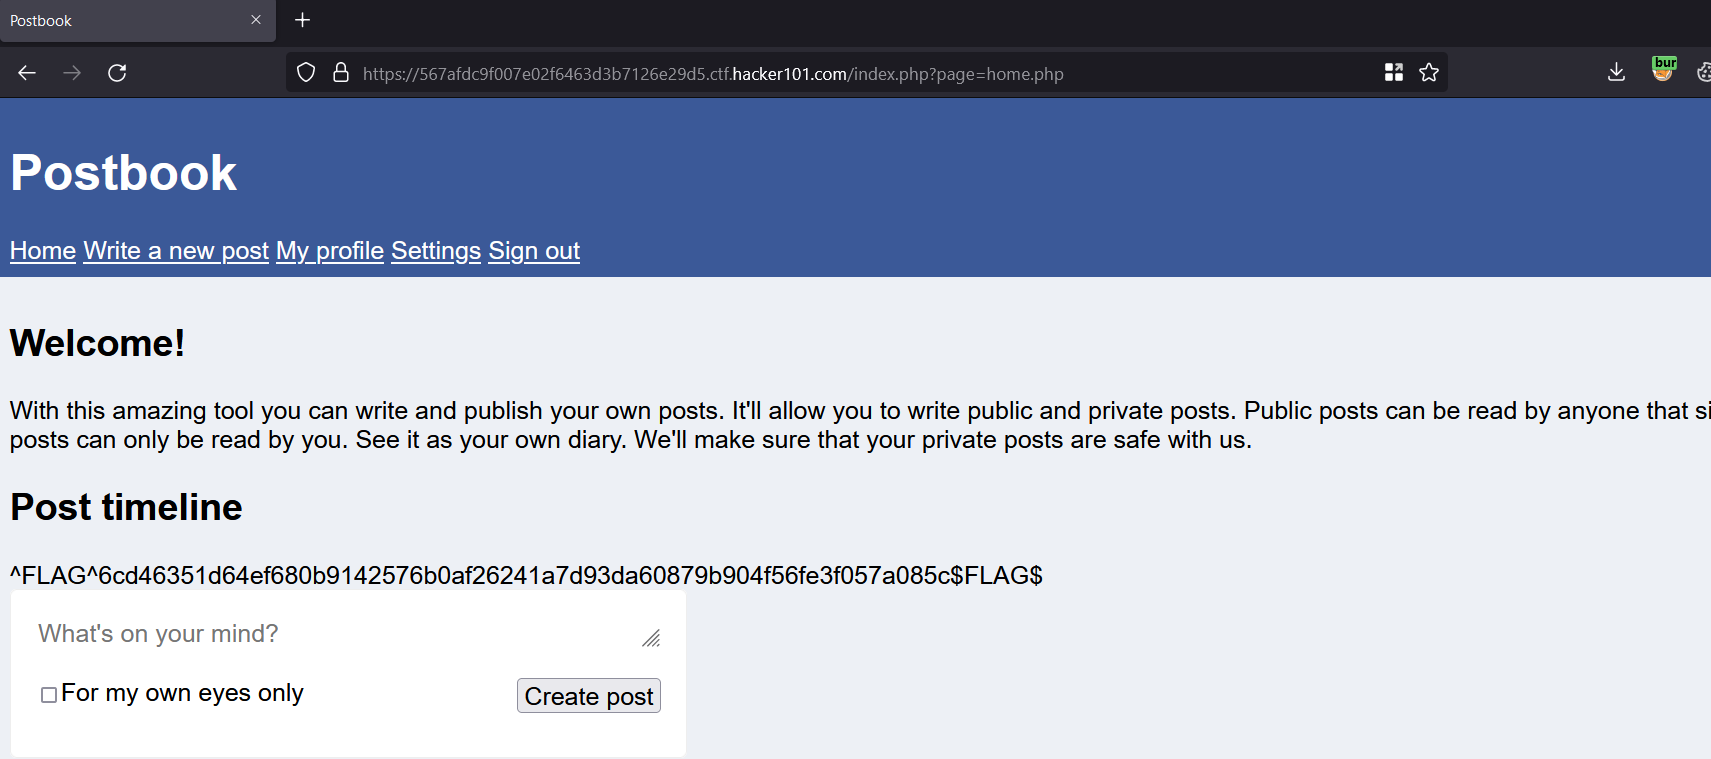 Postbook
https://567afdc9f007e02f6463d3b7126e29d5.ctf.hacker101.com/index.php?page=home.php
bur
Postbook
Home Write a new post My profile Settings Sign out
Welcome!
With this amazing tool you can write and publish your own posts. It'll allow you to write public and private posts. Public posts can be read by anyone that si
posts can only be read by you. See it as your own diary. We'll make sure that your private posts are safe with us.
Post timeline
^FLAG^6cd46351d64ef680b9142576b0af26241a7d93da60879b904f56fe3f057a085c$FLAG$
What's on your mind?
For my own eyes only
Create post